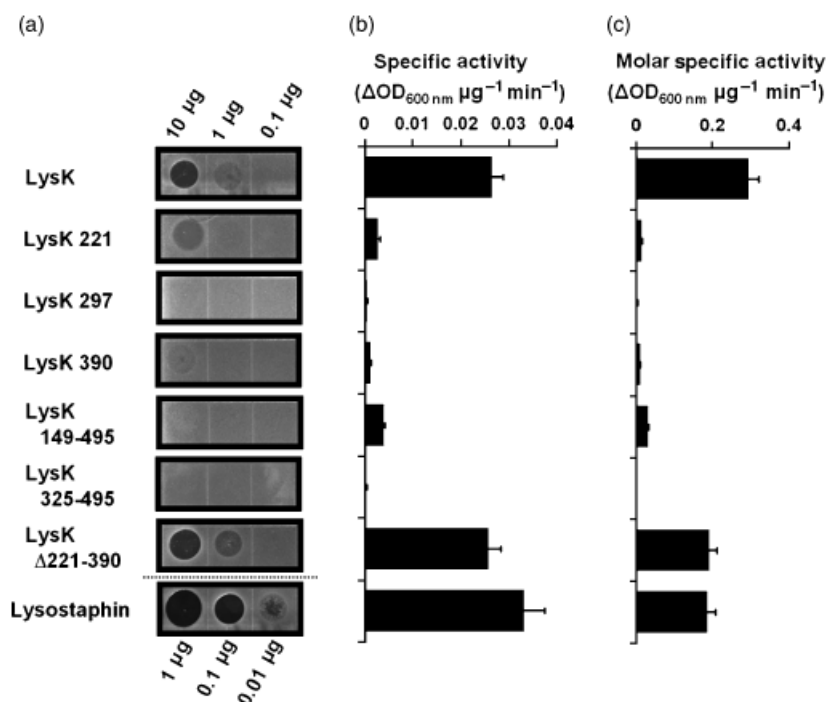 (a)
(b)
(c)
Specific activity
(ΔOD600 nm µg−1 min−1)
0 0.01 0.02 0.03 0.04
Molar specific activity
(ΔOD600 nm µg−1 min−1)
0 0.2 0.4
10 µg 1 µg 0.1 µg
LysK
LysK 221
LysK 297
LysK 390
LysK
149-495
LysK
325-495
LysK
Δ221-390
Lysostaphin
1 µg 0.1 µg 0.01 µg